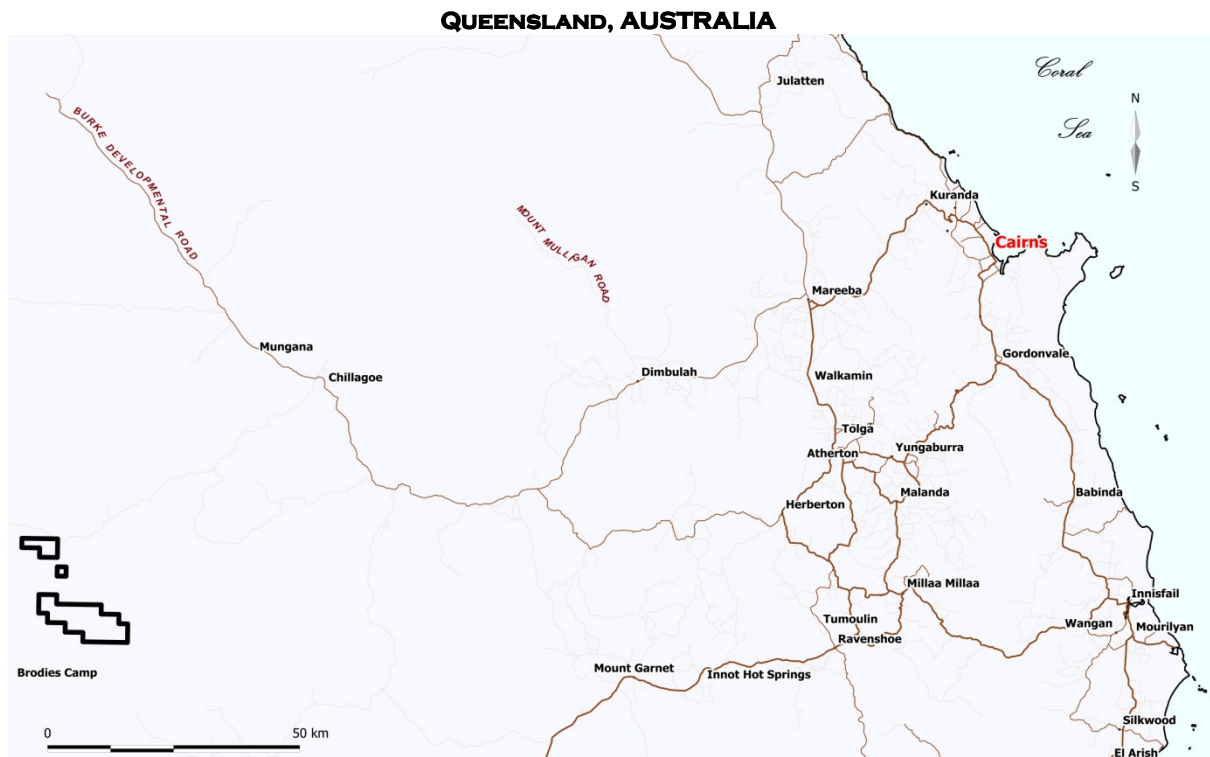 Queensland, AUSTRALIA
Coral
Sea
N
S
Julatten
BURKE DEVELOPMENTAL ROAD
Kuranda
MOUNT MULLIGAN ROAD
Cairns
Mareeba
Mungana
Gordonvale
Chillagoe
Dimbulah
Walkamin
Tolga
Atherton
Yungaburra
Herberton
Malanda
Babinda
Millaa Millaa
Innisfail
Tumoulin
Wangan
Mourilyan
Ravenshoe
Brodies Camp
Mount Garnet
Innot Hot Springs
Silkwood
0
50 km
El Arish